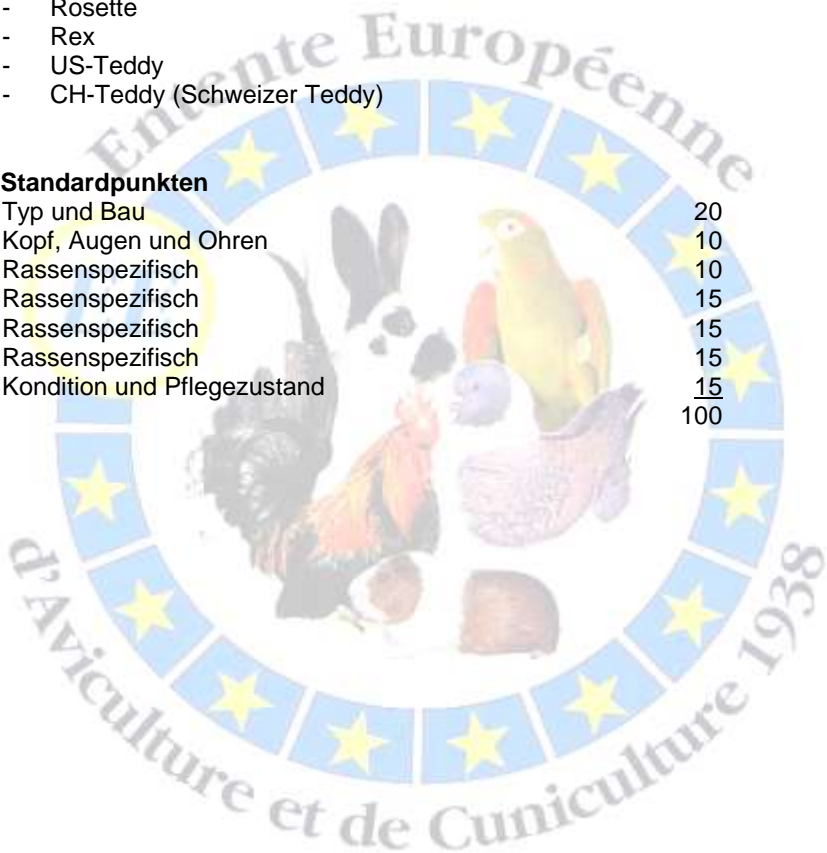 - Rosette
- Rex
- US-Teddy
- CH-Teddy (Schweizer Teddy)
Entente Européenne
Standardpunkten
Typ und Bau 20
Kopf, Augen und Ohren 10
Rassenspezifisch 10
Rassenspezifisch 15
Rassenspezifisch 15
Rassenspezifisch 15
Kondition und Pflegezustand 15
100
d'Aviculture et de Cuniculture 1938